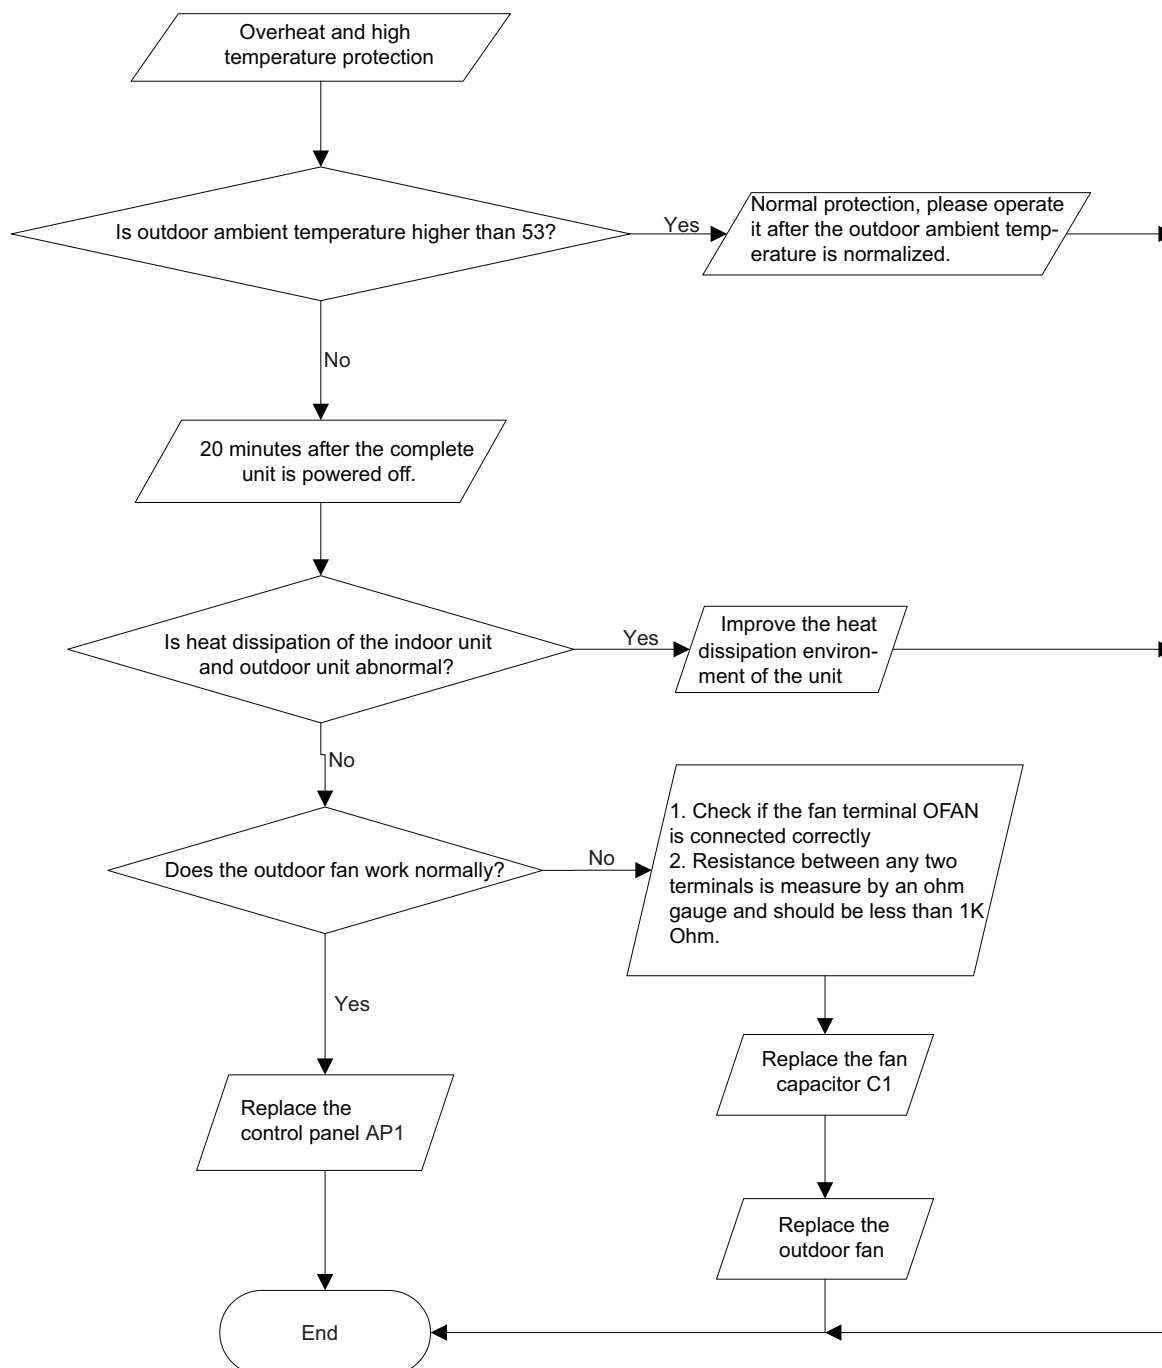 Overheat and high
temperature protection
Is outdoor ambient temperature higher than 53?
Yes
Normal protection, please operate
it after the outdoor ambient temp-
erature is normalized.
No
20 minutes after the complete
unit is powered off.
Is heat dissipation of the indoor unit
and outdoor unit abnormal?
Yes
Improve the heat
dissipation environ-
ment of the unit
No
Does the outdoor fan work normally?
No
1. Check if the fan terminal OFAN
is connected correctly
2. Resistance between any two
terminals is measure by an ohm
gauge and should be less than 1K
Ohm.
Yes
Replace the fan
capacitor C1
Replace the
control panel AP1
Replace the
outdoor fan
End